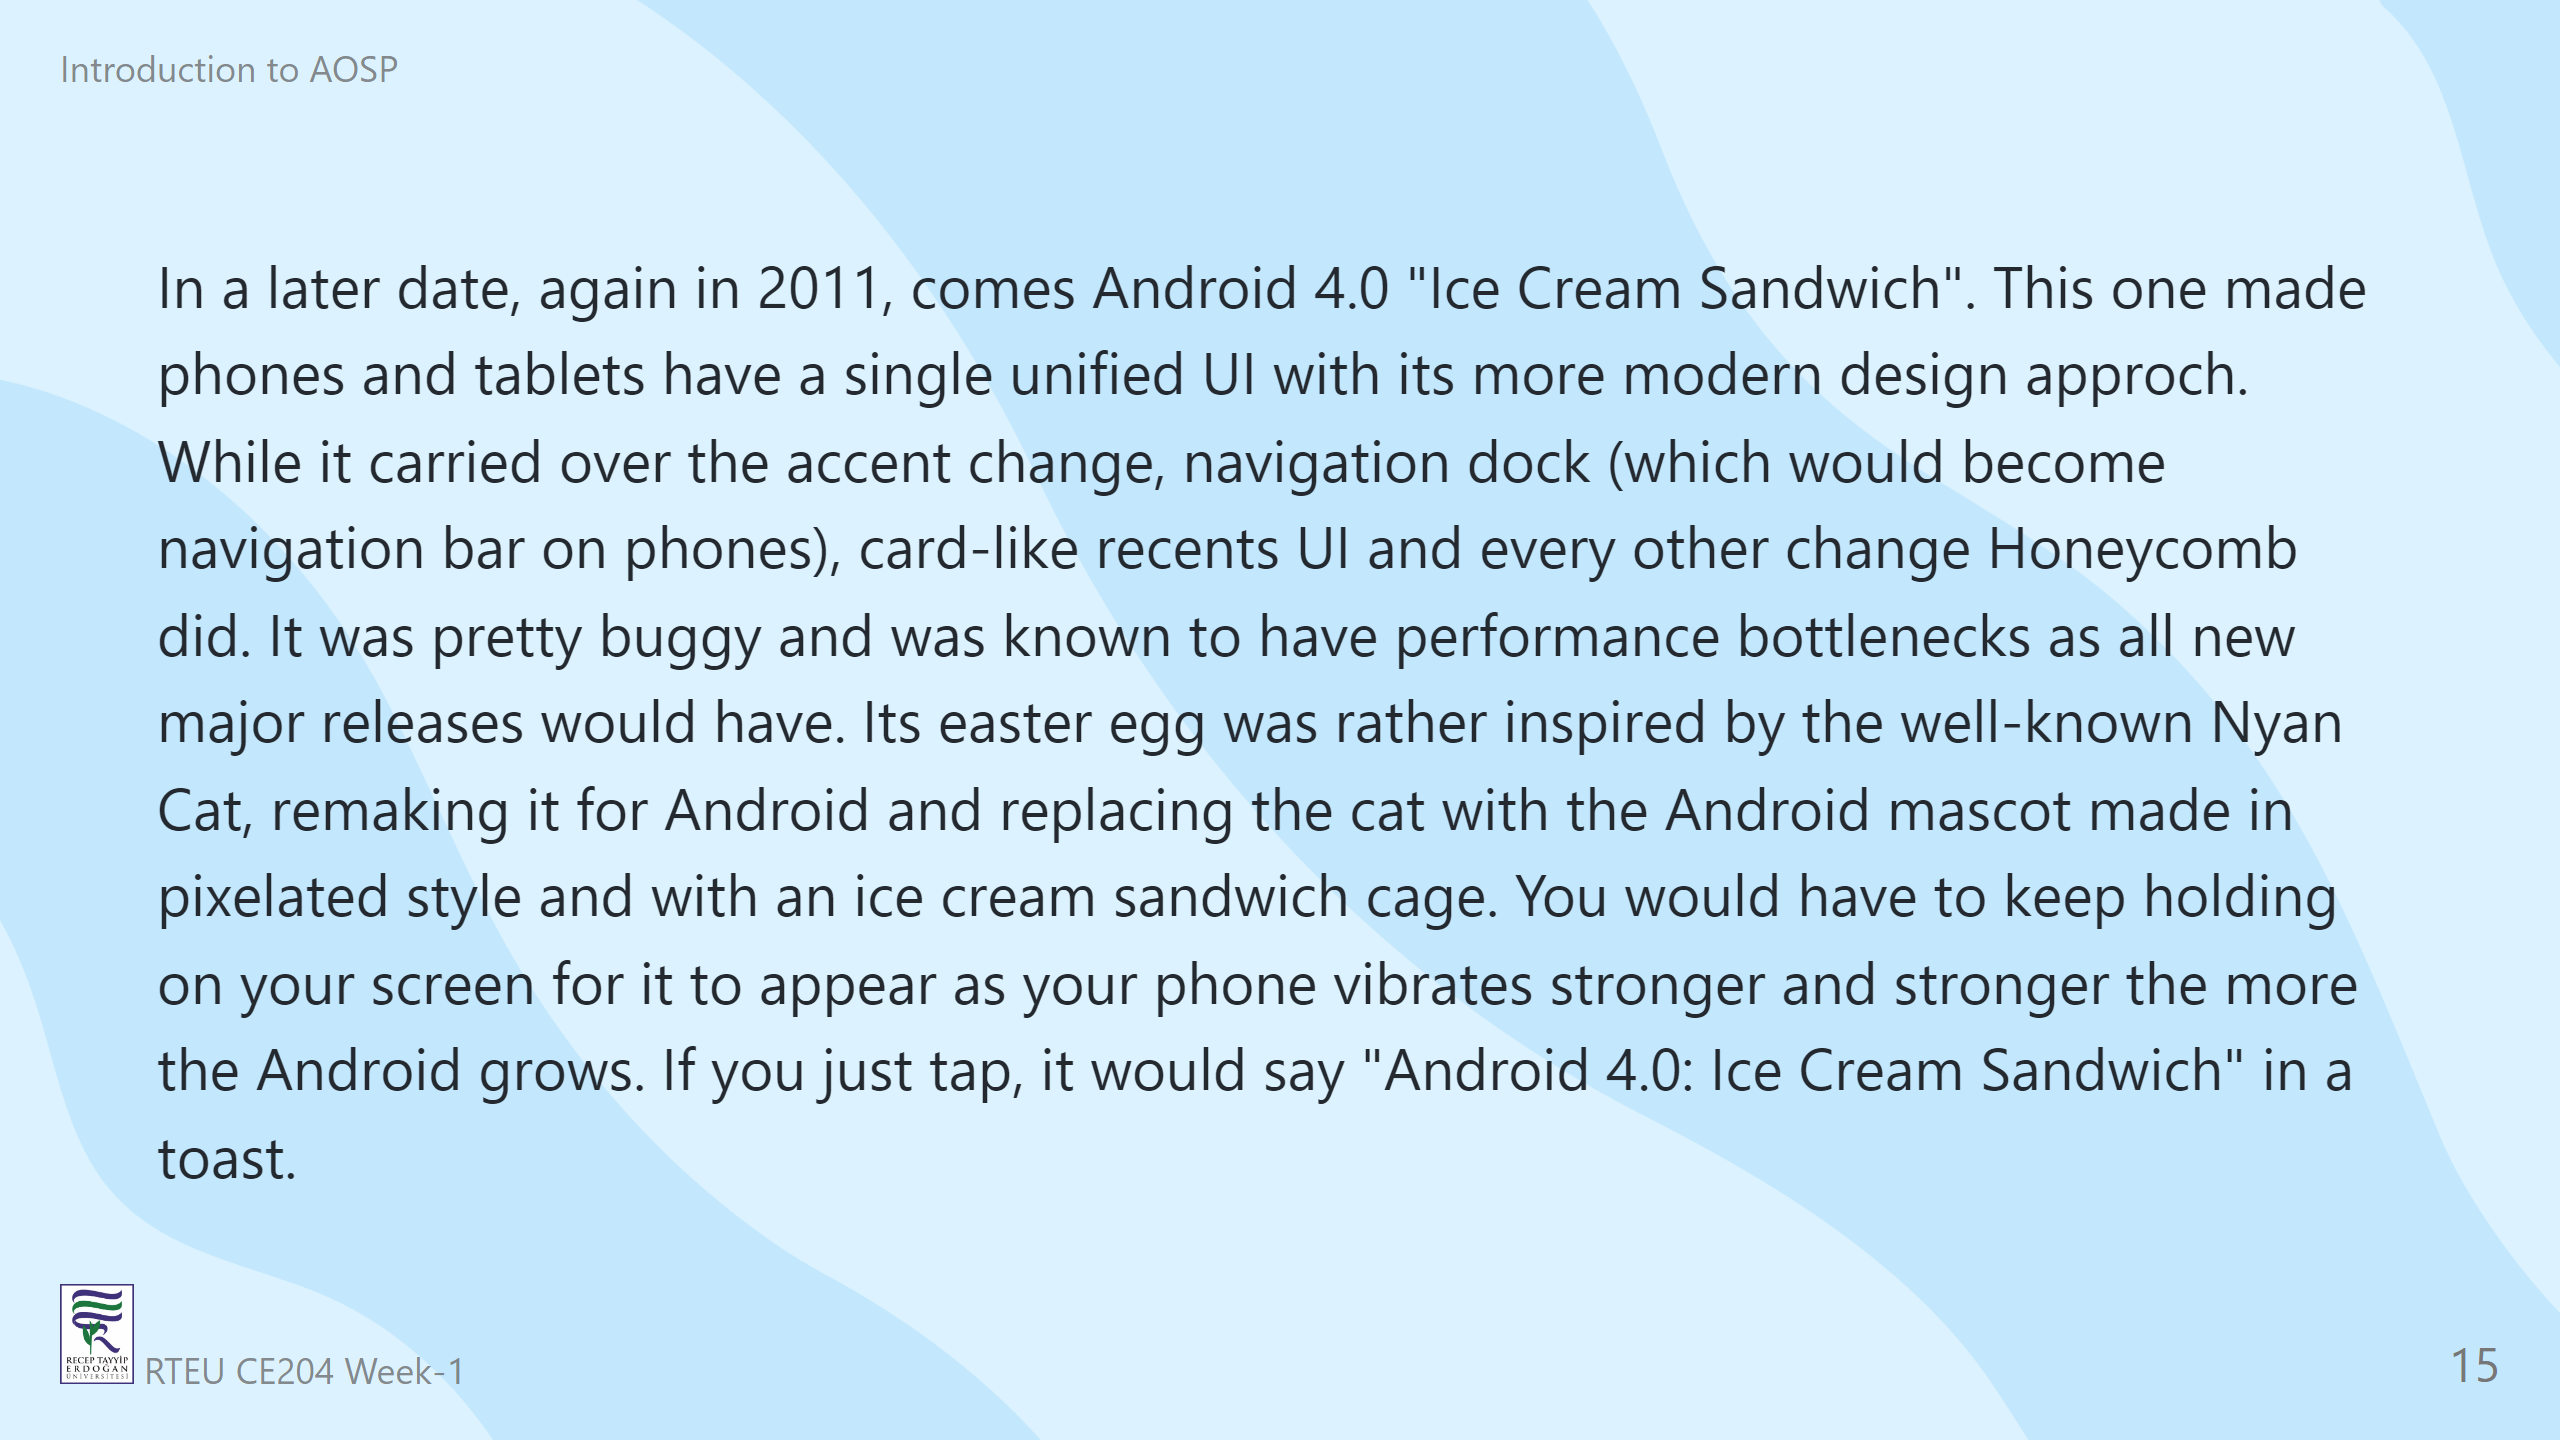 Introduction to AOSP
In a later date, again in 2011, comes Android 4.0 "Ice Cream Sandwich". This one made
phones and tablets have a single unified UI with its more modern design approch.
While it carried over the accent change, navigation dock (which would become
navigation bar on phones), card-like recents UI and every other change Honeycomb
did. It was pretty buggy and was known to have performance bottlenecks as all new
major releases would have. Its easter egg was rather inspired by the well-known Nyan
Cat, remaking it for Android and replacing the cat with the Android mascot made in
pixelated style and with an ice cream sandwich cage. You would have to keep holding
on your screen for it to appear as your phone vibrates stronger and stronger the more
the Android grows. If you just tap, it would say "Android 4.0: Ice Cream Sandwich" in a
toast.
RECEP TAYYİP
ERDOĞAN
ÜNİVERSİTESİ
RTEU CE204 Week-1
15